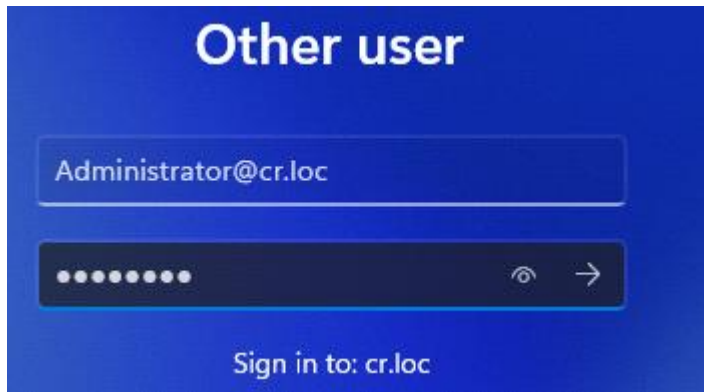 Other user
Administrator@cr.loc
••••••••
Sign in to: cr.loc